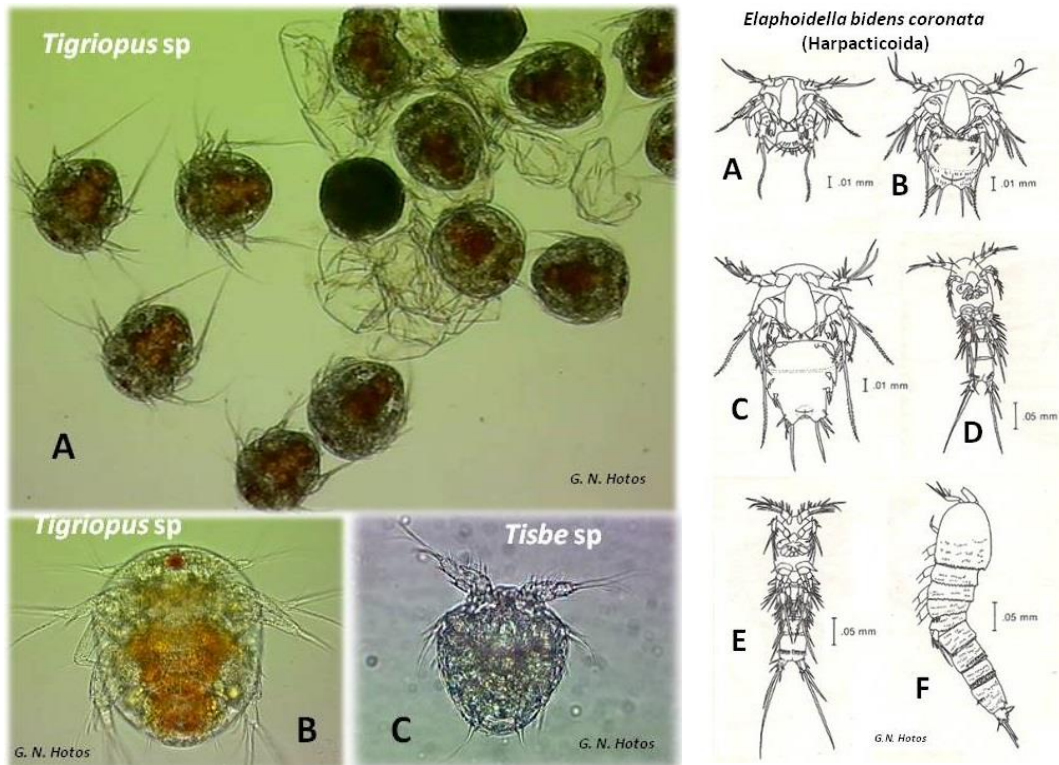 Tigriopus sp
A
G. N. Hotos
Tigriopus sp
B
G. N. Hotos
Tisbe sp
C
G. N. Hotos
Elaphoidella bidens coronata
(Harpacticoida)
A
.01 mm
B
.01 mm
C
.01 mm
D
.05 mm
E
.05 mm
F
.05 mm
G.N. Hotos